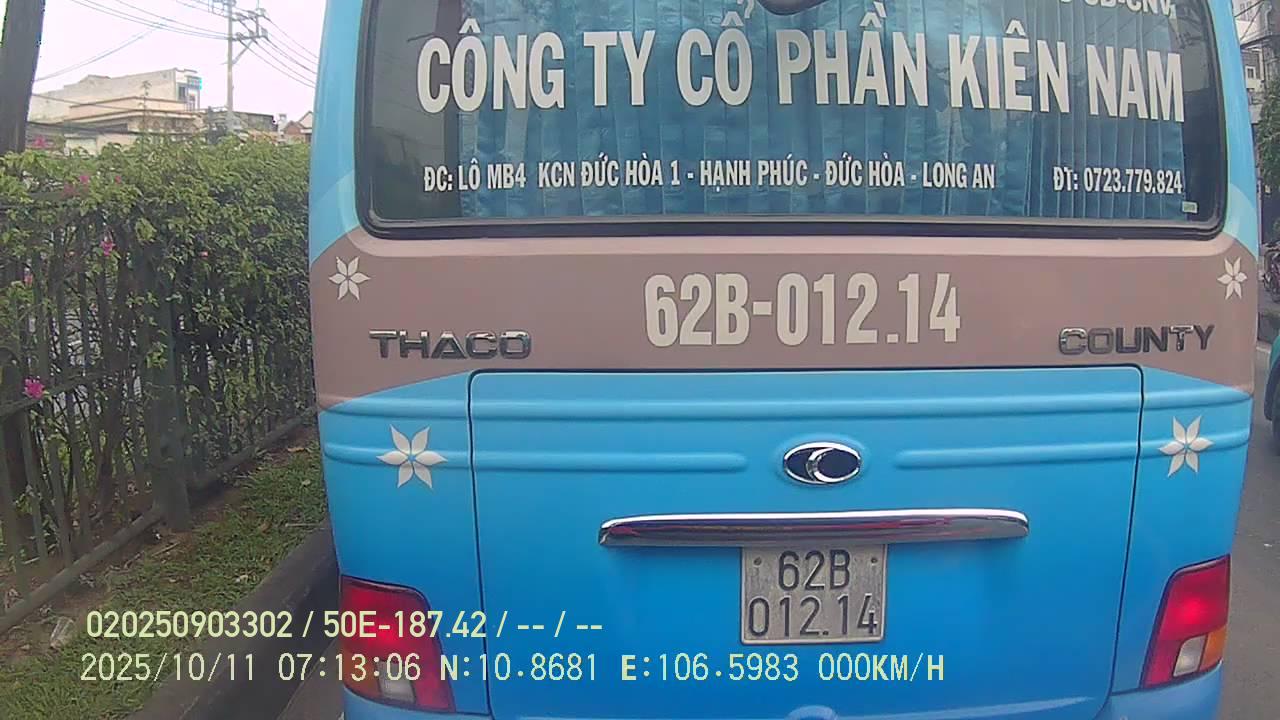 CÔNG TY CỔ PHẦN KIÊN NAM
ĐC: LÔ MB4 KCN ĐỨC HÒA 1 - HẠNH PHÚC - ĐỨC HÒA - LONG AN ĐT: 0723.779.824
62B-012.14
THACO COUNTY
62B
012.14
020250903302 / 50E-187.42 / -- / --
2025/10/11 07:13:06 N:10.8681 E:106.5983 000KM/H